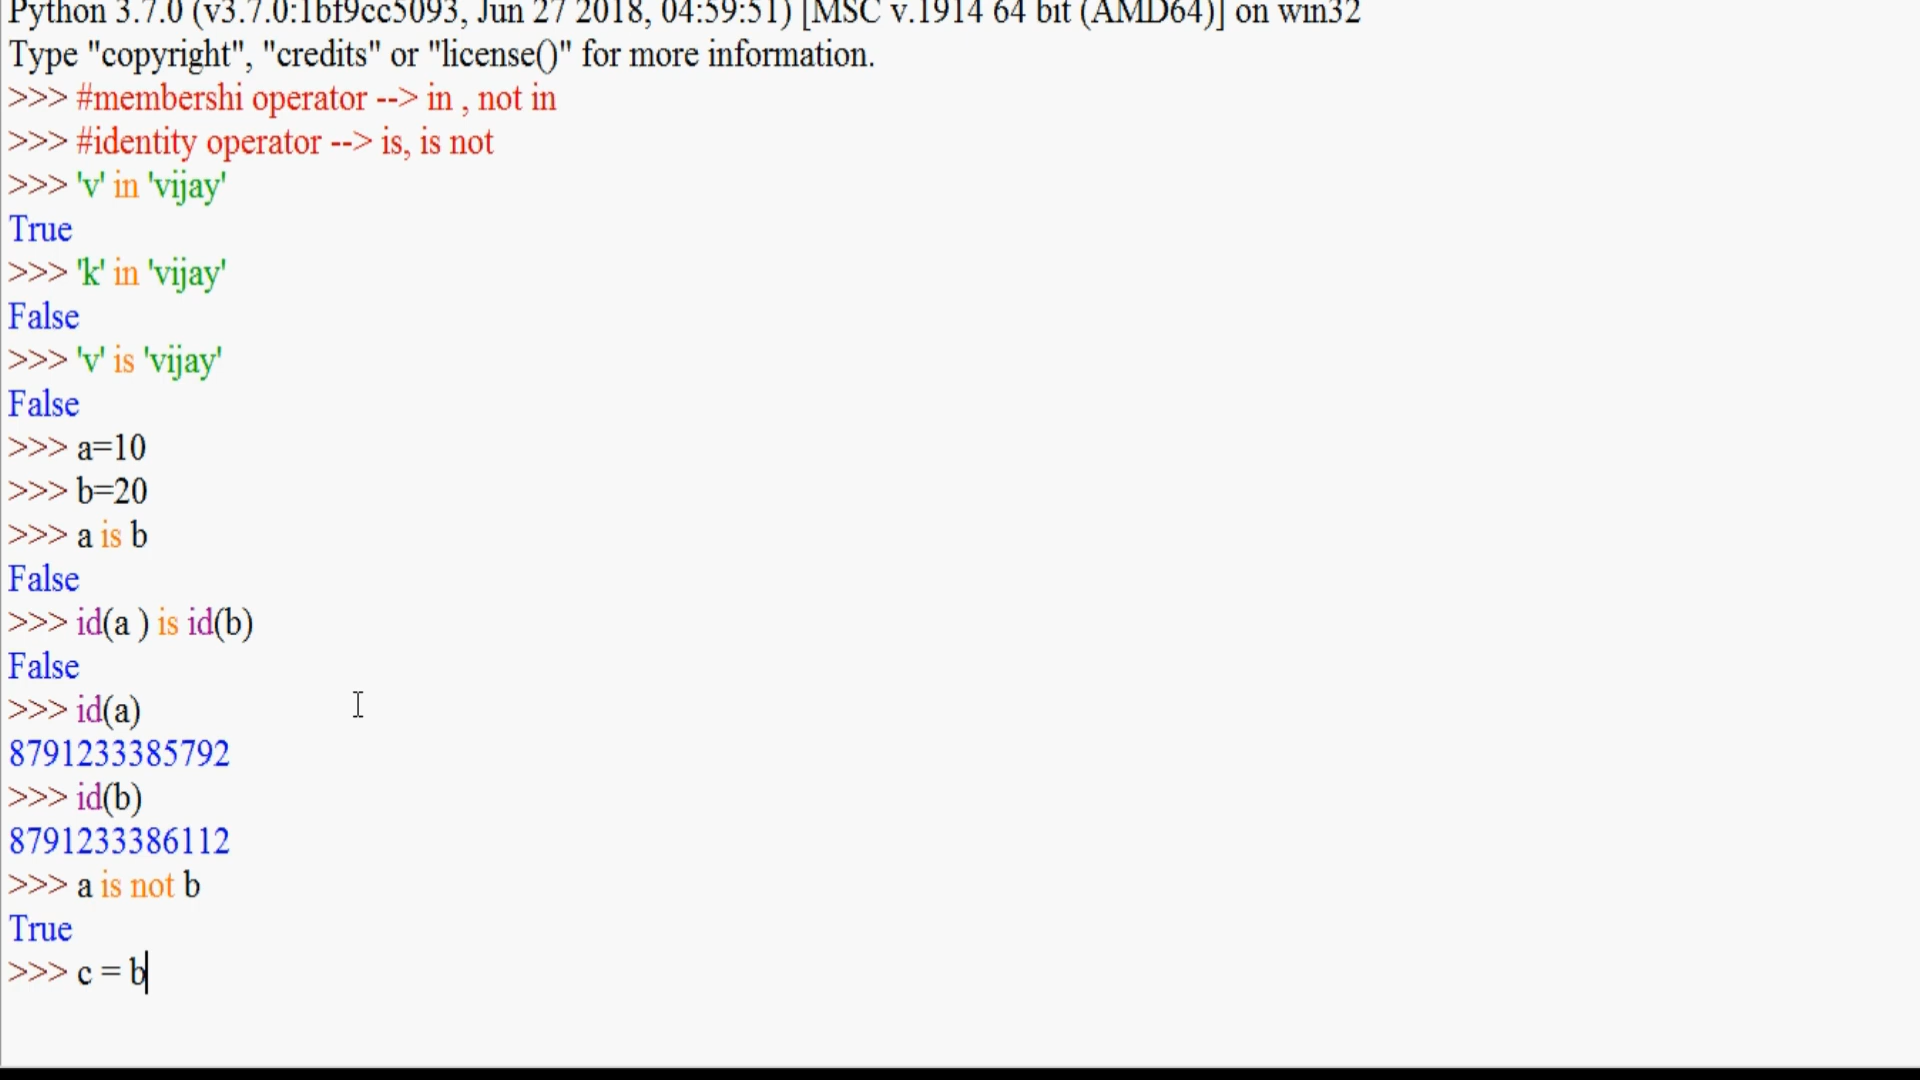 Python 3.7.0 (v3.7.0:1bf9cc5093, Jun 27 2018, 04:59:51) [MSC v.1914 64 bit (AMD64)] on win32
Type "copyright", "credits" or "license()" for more information.
>>> #membershi operator --> in , not in
>>> #identity operator --> is, is not
>>> 'v' in 'vijay'
True
>>> 'k' in 'vijay'
False
>>> 'v' is 'vijay'
False
>>> a=10
>>> b=20
>>> a is b
False
>>> id(a ) is id(b)
False
>>> id(a)
8791233385792
>>> id(b)
8791233386112
>>> a is not b
True
>>> c = b